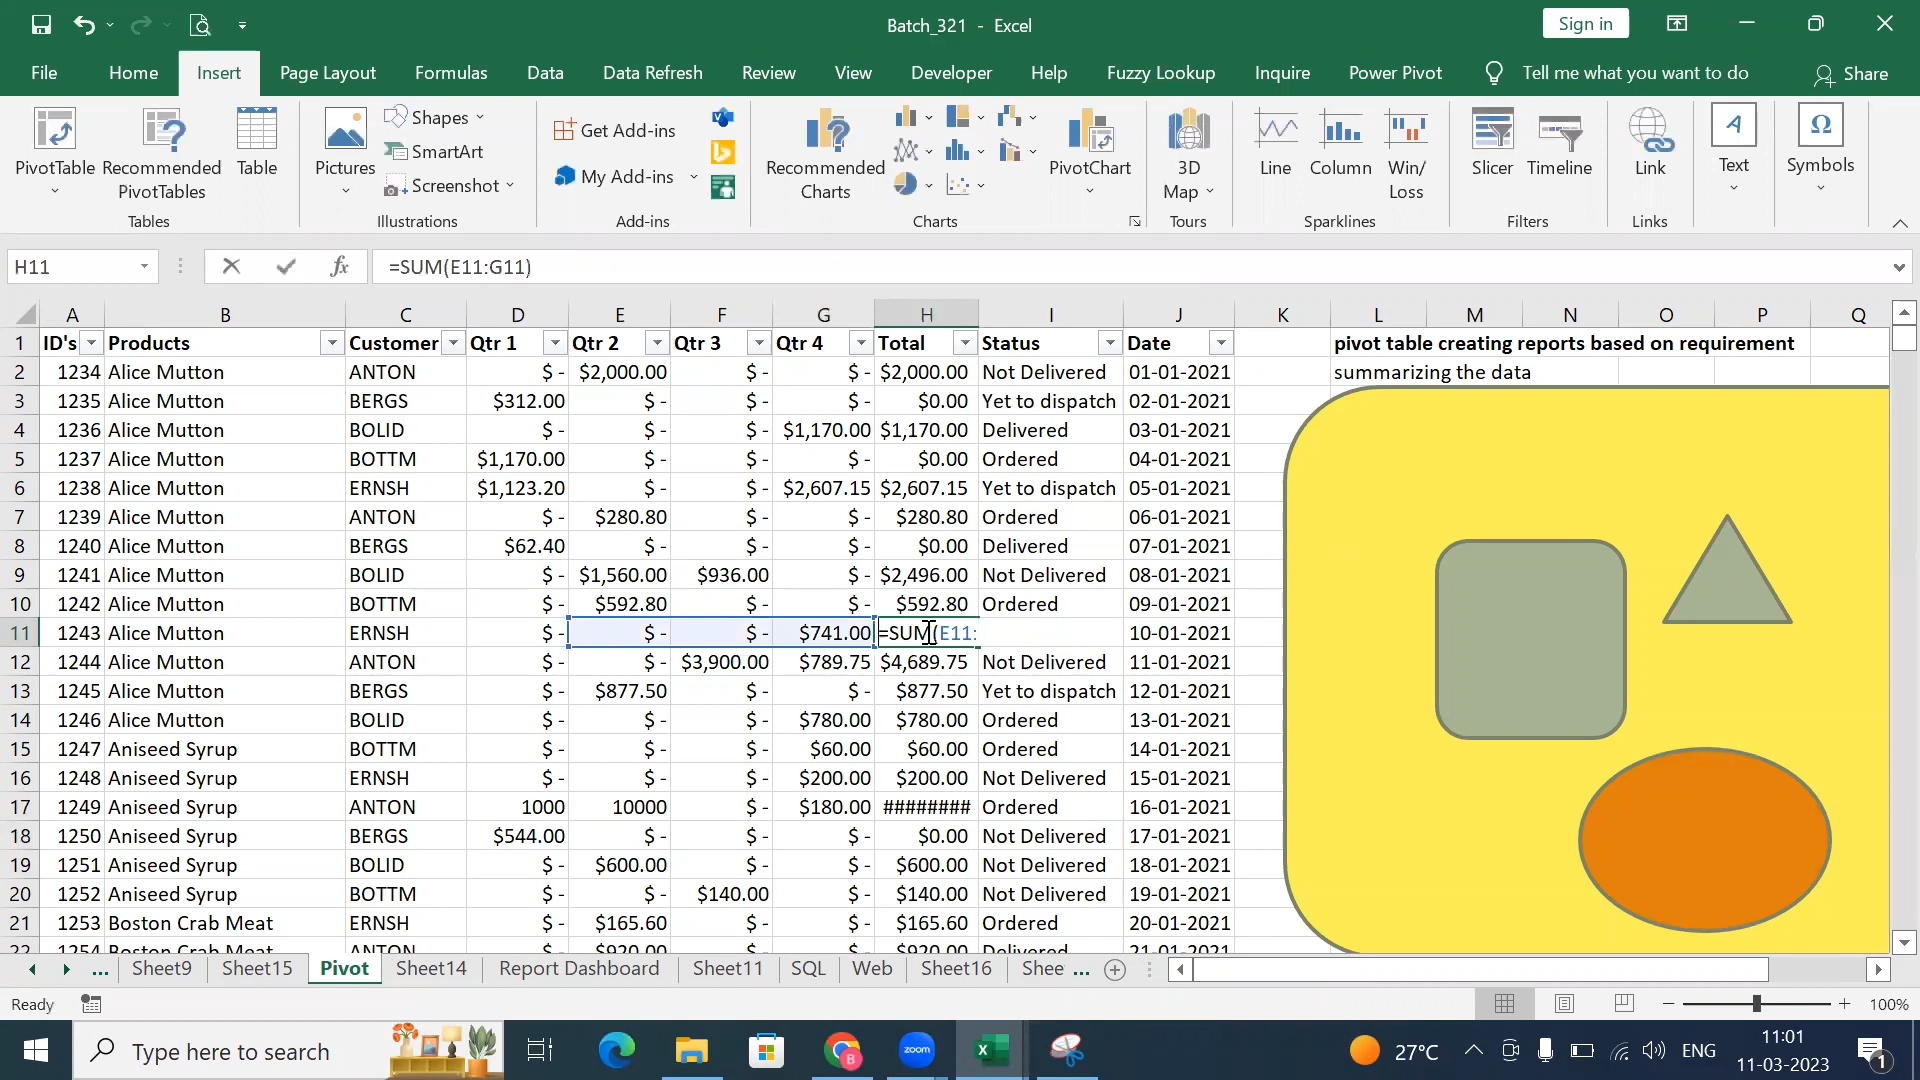 Batch_321 - Excel
Sign in
File Home Insert Page Layout Formulas Data Data Refresh Review View Developer Help Fuzzy Lookup Inquire Power Pivot Tell me what you want to do Share
PivotTable
Recommended PivotTables
Table
Tables
Pictures
Shapes
SmartArt
Screenshot
Illustrations
Get Add-ins
My Add-ins
Add-ins
Recommended Charts
PivotChart
Charts
3D Map
Tours
Line
Column
Win/Loss
Sparklines
Slicer
Timeline
Filters
Link
Links
Text
Symbols
H11 fx =SUM(E11:G11)
A B C D E F G H I J K L M N O P Q
1 ID's Products Customer Qtr 1 Qtr 2 Qtr 3 Qtr 4 Total Status Date pivot table creating reports based on requirement
2 1234 Alice Mutton ANTON $ - $2,000.00 $ - $ - $2,000.00 Not Delivered 01-01-2021 summarizing the data
3 1235 Alice Mutton BERGS $312.00 $ - $ - $ - $0.00 Yet to dispatch 02-01-2021
4 1236 Alice Mutton BOLID $ - $ - $ - $1,170.00 $1,170.00 Delivered 03-01-2021
5 1237 Alice Mutton BOTTM $1,170.00 $ - $ - $ - $0.00 Ordered 04-01-2021
6 1238 Alice Mutton ERNSH $1,123.20 $ - $ - $2,607.15 $2,607.15 Yet to dispatch 05-01-2021
7 1239 Alice Mutton ANTON $ - $280.80 $ - $ - $280.80 Ordered 06-01-2021
8 1240 Alice Mutton BERGS $62.40 $ - $ - $ - $0.00 Delivered 07-01-2021
9 1241 Alice Mutton BOLID $ - $1,560.00 $936.00 $ - $2,496.00 Not Delivered 08-01-2021
10 1242 Alice Mutton BOTTM $ - $592.80 $ - $ - $592.80 Ordered 09-01-2021
11 1243 Alice Mutton ERNSH $ - $ - $ - $741.00 =SUM(E11: 10-01-2021
12 1244 Alice Mutton ANTON $ - $ - $3,900.00 $789.75 $4,689.75 Not Delivered 11-01-2021
13 1245 Alice Mutton BERGS $ - $877.50 $ - $ - $877.50 Yet to dispatch 12-01-2021
14 1246 Alice Mutton BOLID $ - $ - $ - $780.00 $780.00 Ordered 13-01-2021
15 1247 Aniseed Syrup BOTTM $ - $ - $ - $60.00 $60.00 Ordered 14-01-2021
16 1248 Aniseed Syrup ERNSH $ - $ - $ - $200.00 $200.00 Not Delivered 15-01-2021
17 1249 Aniseed Syrup ANTON 1000 10000 $ - $180.00 ######## Ordered 16-01-2021
18 1250 Aniseed Syrup BERGS $544.00 $ - $ - $ - $0.00 Not Delivered 17-01-2021
19 1251 Aniseed Syrup BOLID $ - $600.00 $ - $ - $600.00 Not Delivered 18-01-2021
20 1252 Aniseed Syrup BOTTM $ - $ - $140.00 $ - $140.00 Not Delivered 19-01-2021
21 1253 Boston Crab Meat ERNSH $ - $165.60 $ - $ - $165.60 Ordered 20-01-2021
22 1254 Boston Crab Meat ANTON $ - $920.00 $ - $ - $920.00 Delivered 21-01-2021
... Sheet9 Sheet15 Pivot Sheet14 Report Dashboard Sheet11 SQL Web Sheet16 Shee ...
Ready 100%
Type here to search zoom 27°C ENG 11:01
11-03-2023 1